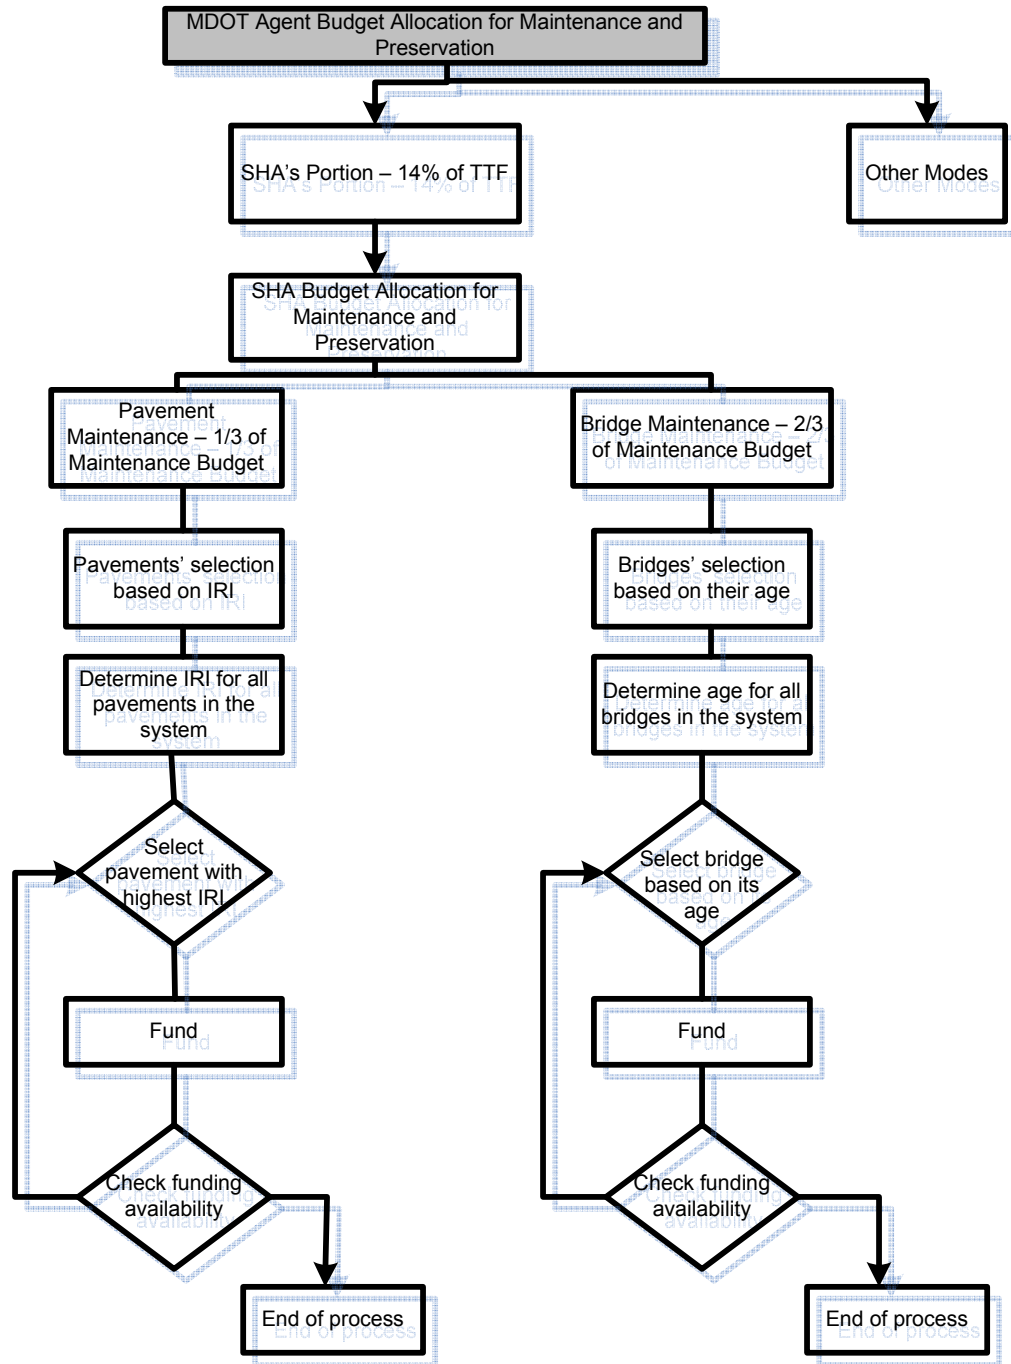 MDOT Agent Budget Allocation for Maintenance and
Preservation
SHA's Portion – 14% of TTF
Other Modes
SHA Budget Allocation for
Maintenance and
Preservation
Pavement
Maintenance – 1/3 of
Maintenance Budget
Bridge Maintenance – 2/3
of Maintenance Budget
Pavements' selection
based on IRI
Bridges' selection
based on their age
Determine IRI for all
pavements in the
system
Determine age for all
bridges in the system
Select
pavement with
highest IRI
Select bridge
based on its
age
Fund
Fund
Check funding
availability
Check funding
availability
End of process
End of process